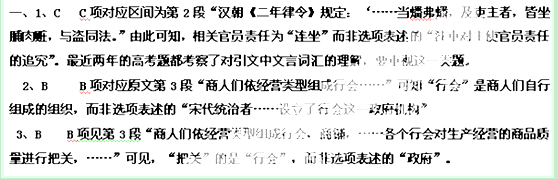 一、1、C  C 项对应区间为第 2 段“汉朝《二年律令》规定：‘……当燔弗燔，及吏主者，皆坐
脯肉赃，与盗同法。”由此可知，相关官员责任为“连坐”而非选项表述的“注重对主使官员责任
的追究”。最近两年的高考题都考察了对引文中文言词汇的理解，要重视这一类题。
2、B  B 项对应原文第 3 段“商人们依经营类型组成行会……”可知“行会”是商人们自行
组成的组织，而非选项表述的“宋代统治者……设立了行会这一政府机构”
3、B  B 项见第 3 段“商人们依经营类型组成行会、商铺，……各个行会对生产经营的商品质
量进行把关，……”可见，“把关”的是“行会”，而非选项表述的“政府”。